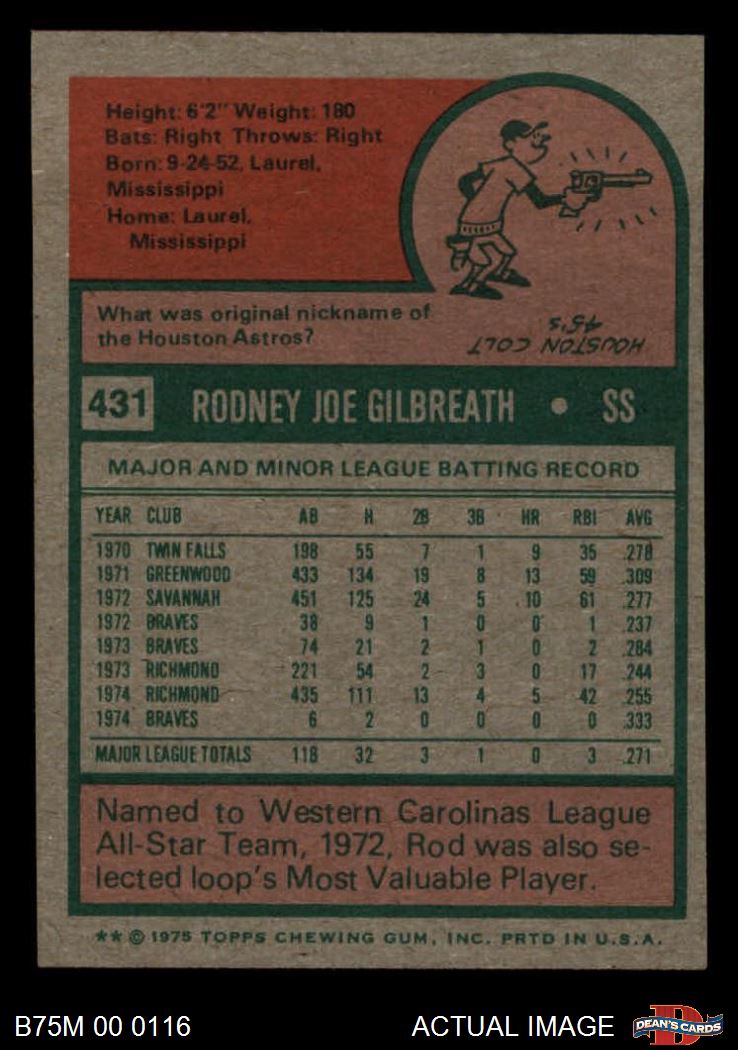 Height: 6'2" Weight: 180
Bats: Right Throws: Right
Born: 9-24-52, Laurel,
Mississippi
Home: Laurel,
Mississippi
What was original nickname of
the Houston Astros?
HOUSTON COLT
45's
431 RODNEY JOE GILBREATH • SS
MAJOR AND MINOR LEAGUE BATTING RECORD
YEAR CLUB AB H 2B 3B HR RBI AVG
1970 TWIN FALLS 198 55 7 1 9 35 .278
1971 GREENWOOD 433 134 19 8 13 59 .309
1972 SAVANNAH 451 125 24 5 10 61 .277
1972 BRAVES 38 9 1 0 0 1 .237
1973 BRAVES 74 21 2 1 0 2 .284
1973 RICHMOND 221 54 2 3 0 17 .244
1974 RICHMOND 435 111 13 4 5 42 .255
1974 BRAVES 6 2 0 0 0 0 .333
MAJOR LEAGUE TOTALS 118 32 3 1 0 3 .271
Named to Western Carolinas League
All-Star Team, 1972, Rod was also se-
lected loop's Most Valuable Player.
** © 1975 TOPPS CHEWING GUM, INC. PRTD IN U.S.A.
B75M 00 0116 ACTUAL IMAGE D DEAN'S CARDS